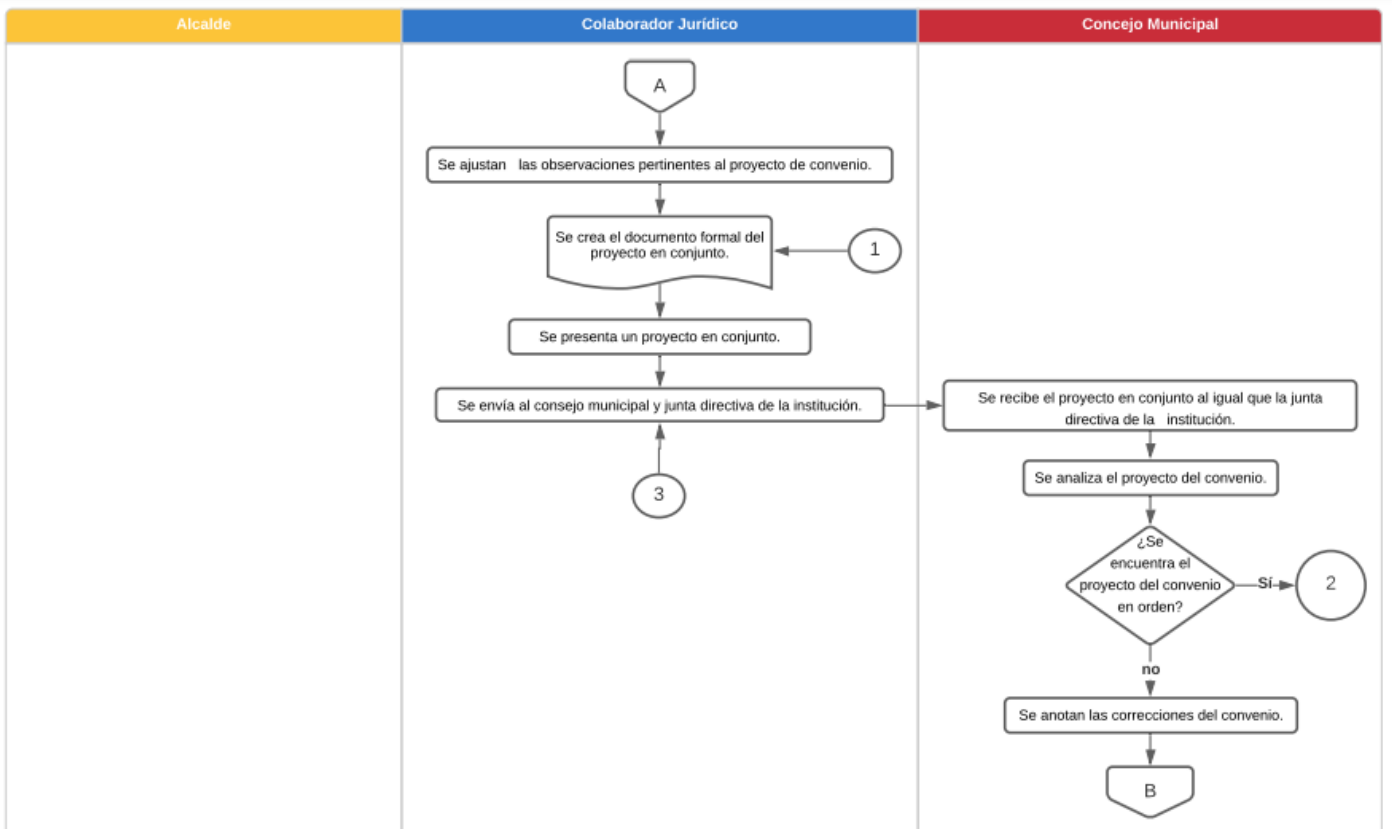 Alcalde
Colaborador Jurídico
Concejo Municipal
A
Se ajustan las observaciones pertinentes al proyecto de convenio.
Se crea el documento formal del
proyecto en conjunto.
1
Se presenta un proyecto en conjunto.
Se envía al consejo municipal y junta directiva de la institución.
3
Se recibe el proyecto en conjunto al igual que la junta
directiva de la institución.
Se analiza el proyecto del convenio.
¿Se
encuentra el
proyecto del convenio
en orden?
Sí
2
no
Se anotan las correcciones del convenio.
B